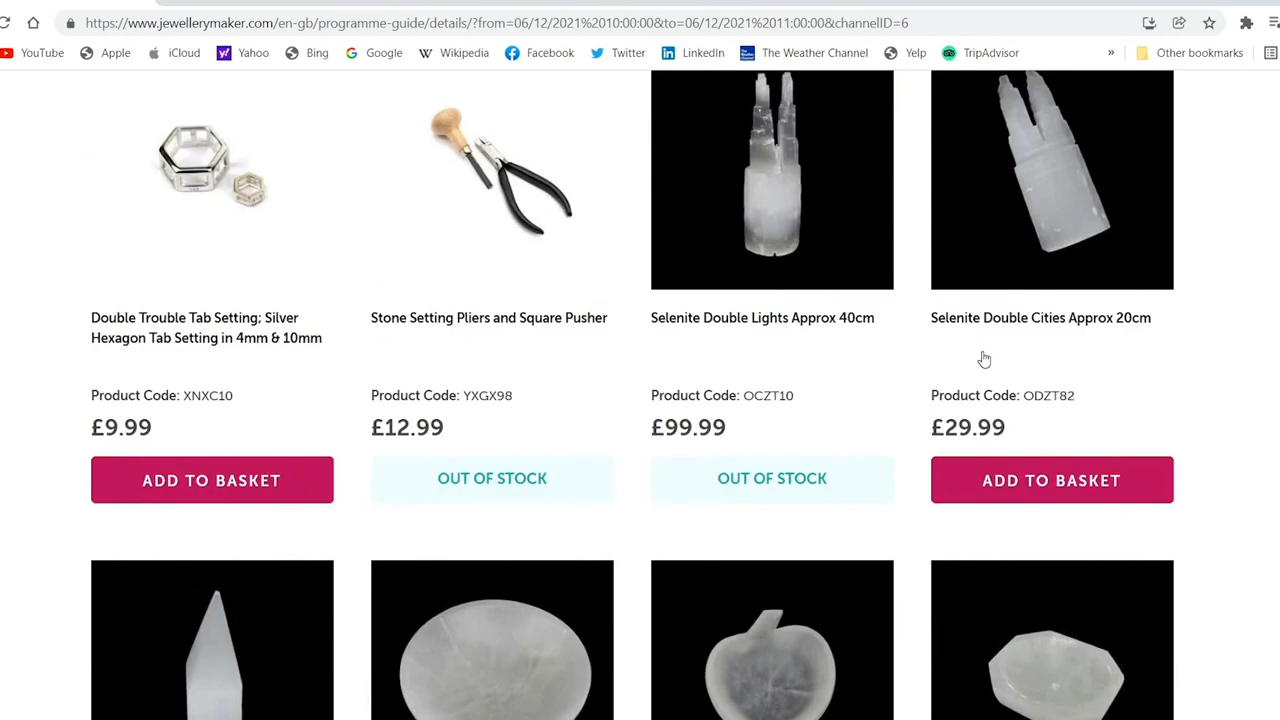 https://www.jewellerymaker.com/en-gb/programme-guide/details/?from=06/12/2021%2010:00:00&to=06/12/2021%2011:00:00&channelID=6
YouTube Apple iCloud Yahoo Bing Google Wikipedia Facebook Twitter LinkedIn The Weather Channel Yelp TripAdvisor » Other bookmarks
Double Trouble Tab Setting; Silver
Hexagon Tab Setting in 4mm & 10mm
Product Code: XNXC10
£9.99
ADD TO BASKET
Stone Setting Pliers and Square Pusher
Product Code: YXGX98
£12.99
OUT OF STOCK
Selenite Double Lights Approx 40cm
Product Code: OCZT10
£99.99
OUT OF STOCK
Selenite Double Cities Approx 20cm
Product Code: ODZT82
£29.99
ADD TO BASKET